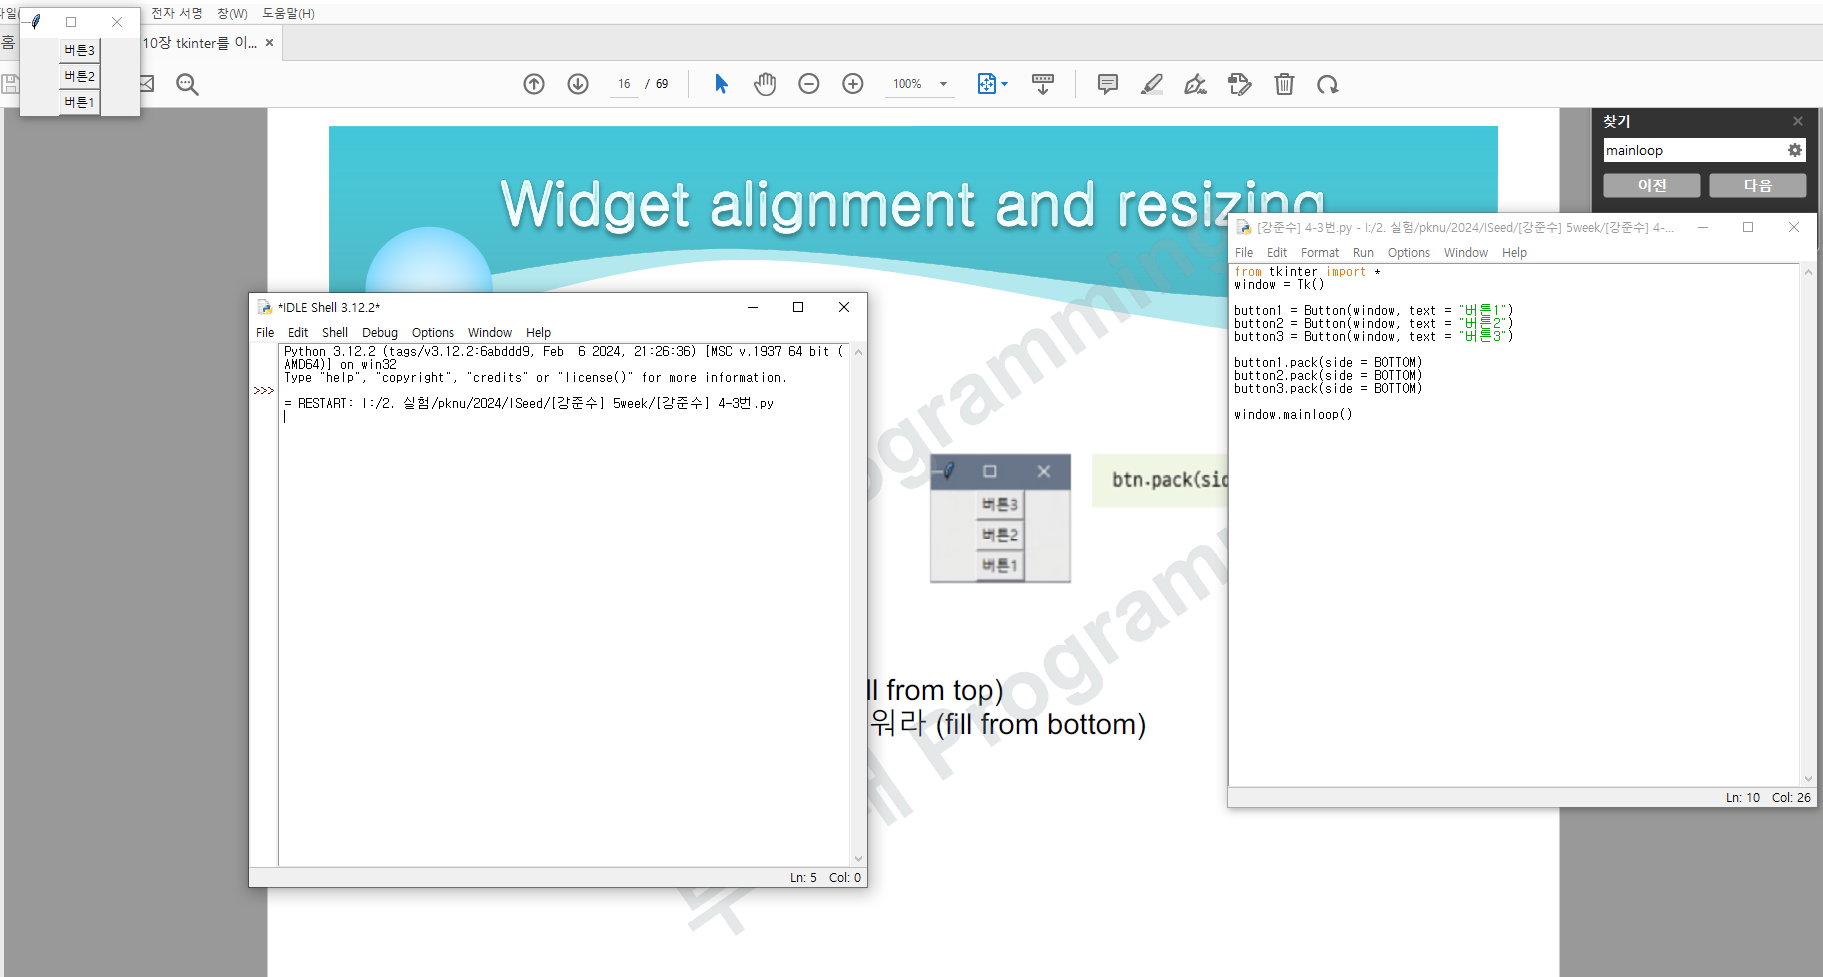 전자 서명 창(W) 도움말(H)
홈
10장 tkinter를 이... ×
버튼3
버튼2
버튼1
16 / 69
100%
찾기
mainloop
이전
다음
Widget alignment and resizing
*IDLE Shell 3.12.2*
File Edit Shell Debug Options Window Help
Python 3.12.2 (tags/v3.12.2:6abddd9, Feb  6 2024, 21:26:36) [MSC v.1937 64 bit (
AMD64)] on win32
Type "help", "copyright", "credits" or "license()" for more information.
>>>
= RESTART: I:/2. 실험/pknu/2024/ISeed/[강준수] 5week/[강준수] 4-3번.py
Ln: 5 Col: 0
버튼3
버튼2
버튼1
btn.pack(sid
ll from top)
워라 (fill from bottom)
Programming
[강준수] 4-3번.py - I:/2. 실험/pknu/2024/ISeed/[강준수] 5week/[강준수] 4-...
File Edit Format Run Options Window Help
from tkinter import *
window = Tk()
button1 = Button(window, text = "버튼1")
button2 = Button(window, text = "버튼2")
button3 = Button(window, text = "버튼3")
button1.pack(side = BOTTOM)
button2.pack(side = BOTTOM)
button3.pack(side = BOTTOM)
window.mainloop()
Ln: 10 Col: 26